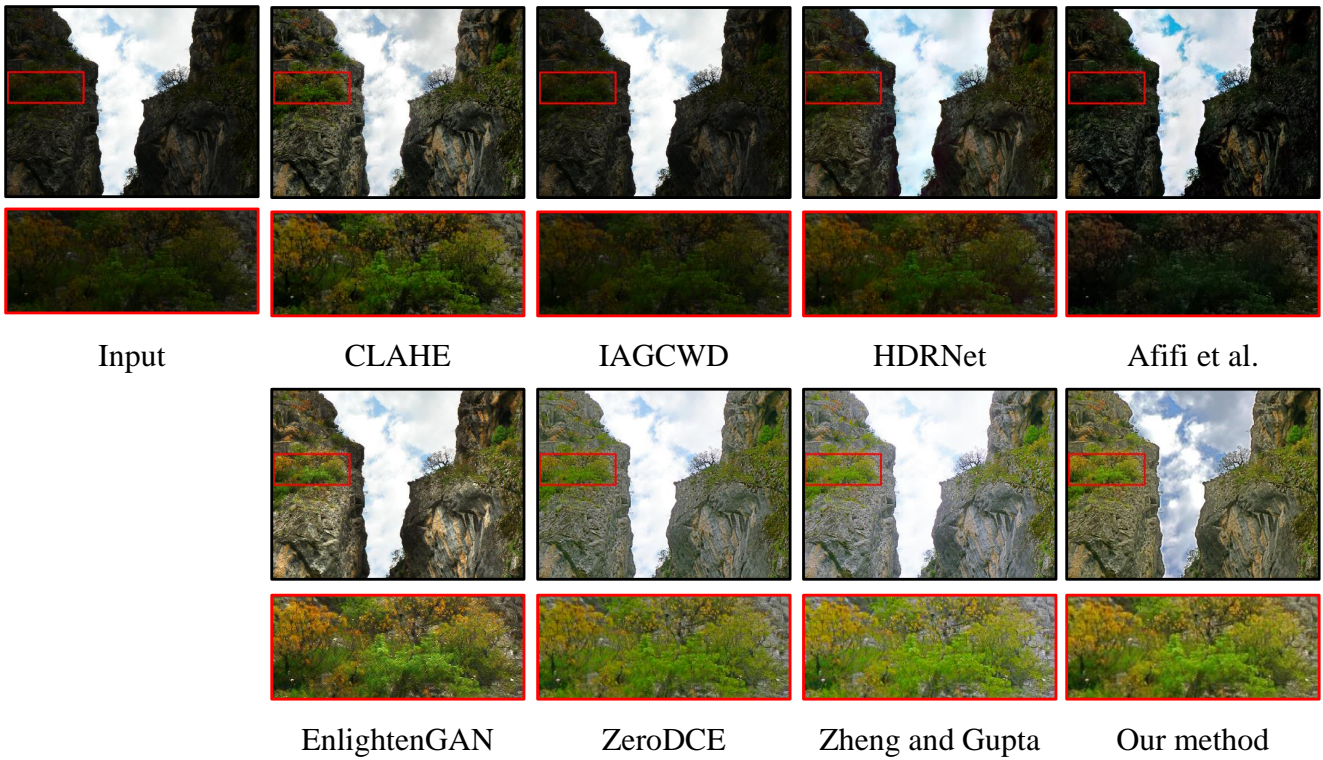 Input CLAHE IAGCWD HDRNet Afifi et al.
EnlightenGAN ZeroDCE Zheng and Gupta Our method